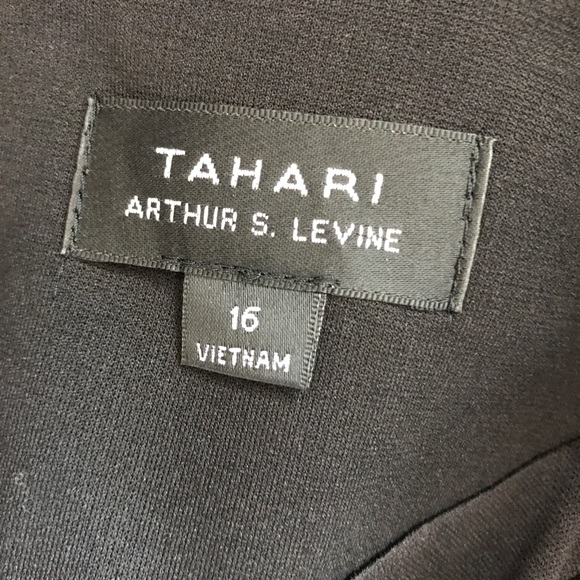 TAHARI
ARTHUR S. LEVINE
16
VIETNAM